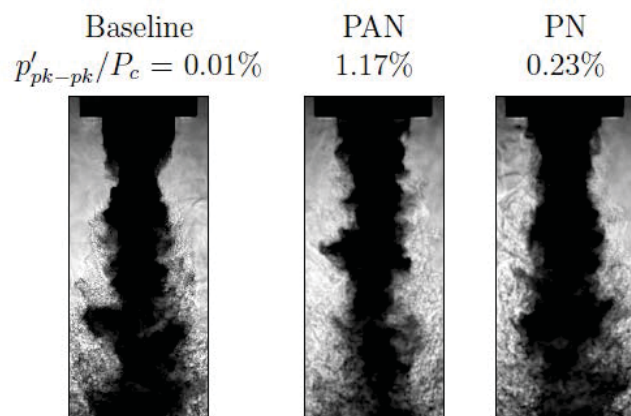 Baseline PAN PN
p'_{pk−pk}/P_c = 0.01% 1.17% 0.23%